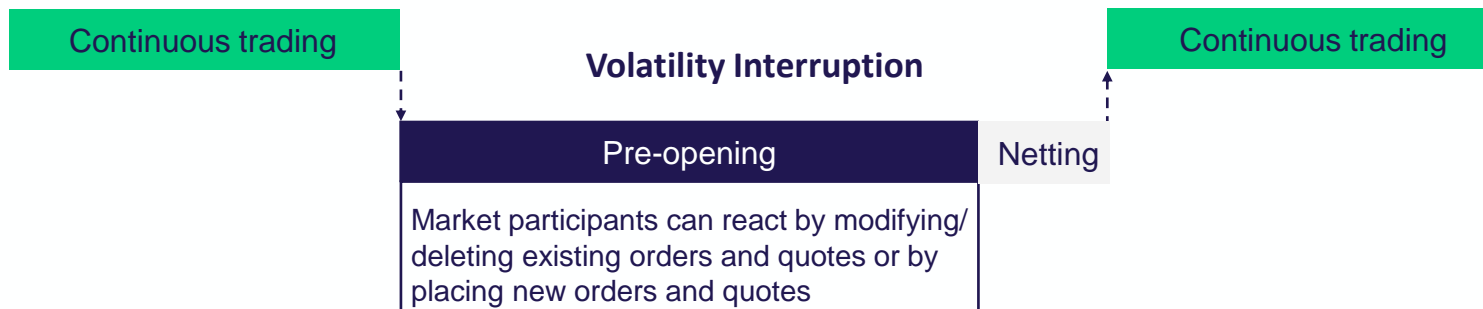 Continuous trading
Volatility Interruption
Continuous trading
Pre-opening
Netting
Market participants can react by modifying/
deleting existing orders and quotes or by
placing new orders and quotes